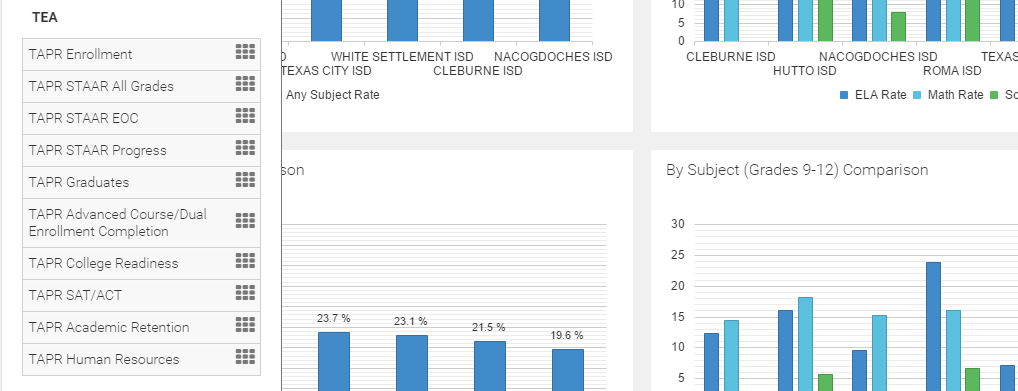 TEA
TAPR Enrollment
TAPR STAAR All Grades
TAPR STAAR EOC
TAPR STAAR Progress
TAPR Graduates
TAPR Advanced Course/Dual
Enrollment Completion
TAPR College Readiness
TAPR SAT/ACT
TAPR Academic Retention
TAPR Human Resources
WHITE SETTLEMENT ISD NACOGDOCHES ISD
TEXAS CITY ISD CLEBURNE ISD
Any Subject Rate
10
5
0
CLEBURNE ISD NACOGDOCHES ISD TEXAS
HUTTO ISD ROMA ISD
ELA Rate Math Rate Sc
son
23.7 % 23.1 % 21.5 % 19.6 %
By Subject (Grades 9-12) Comparison
30
25
20
15
10
5